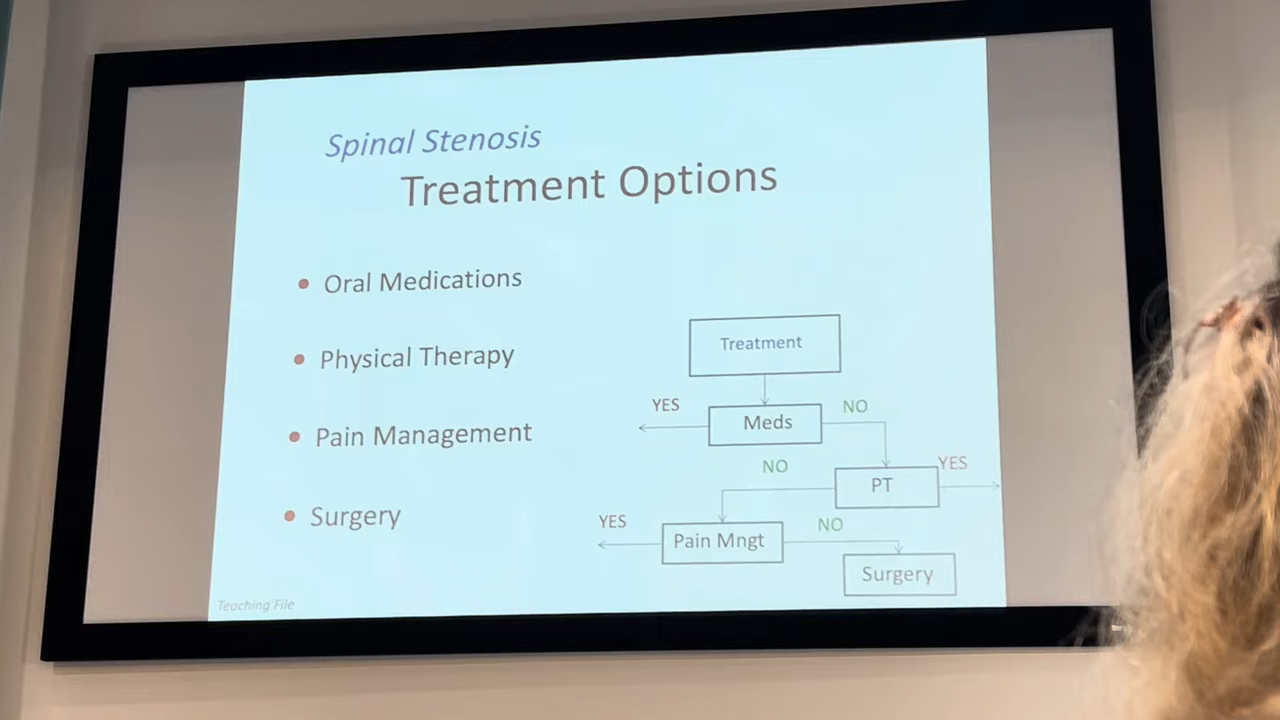 Spinal Stenosis
Treatment Options
• Oral Medications
• Physical Therapy
• Pain Management
• Surgery
Treatment
YES
Meds
NO
NO
PT
YES
YES
Pain Mngt
NO
Surgery
Teaching File